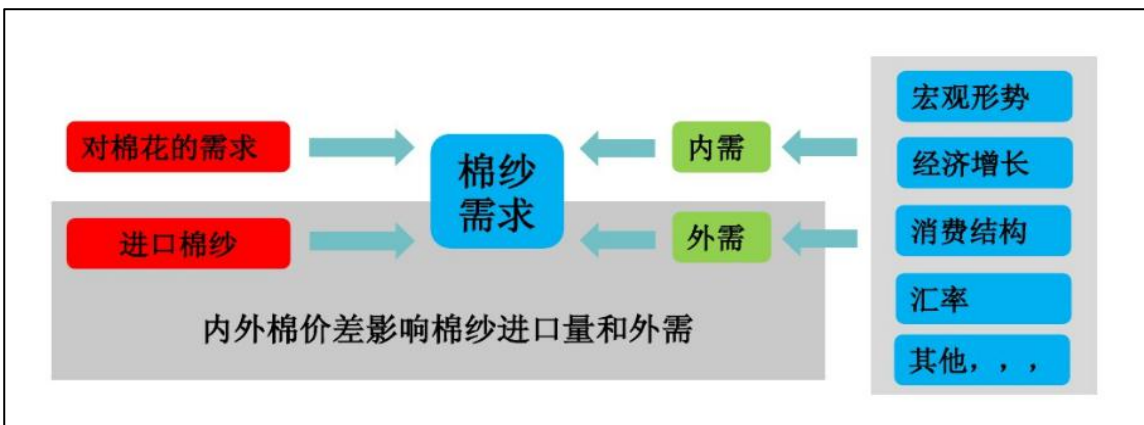 对棉花的需求
进口棉纱
棉纱
需求
内需
外需
内外棉价差影响棉纱进口量和外需
宏观形势
经济增长
消费结构
汇率
其他，，，